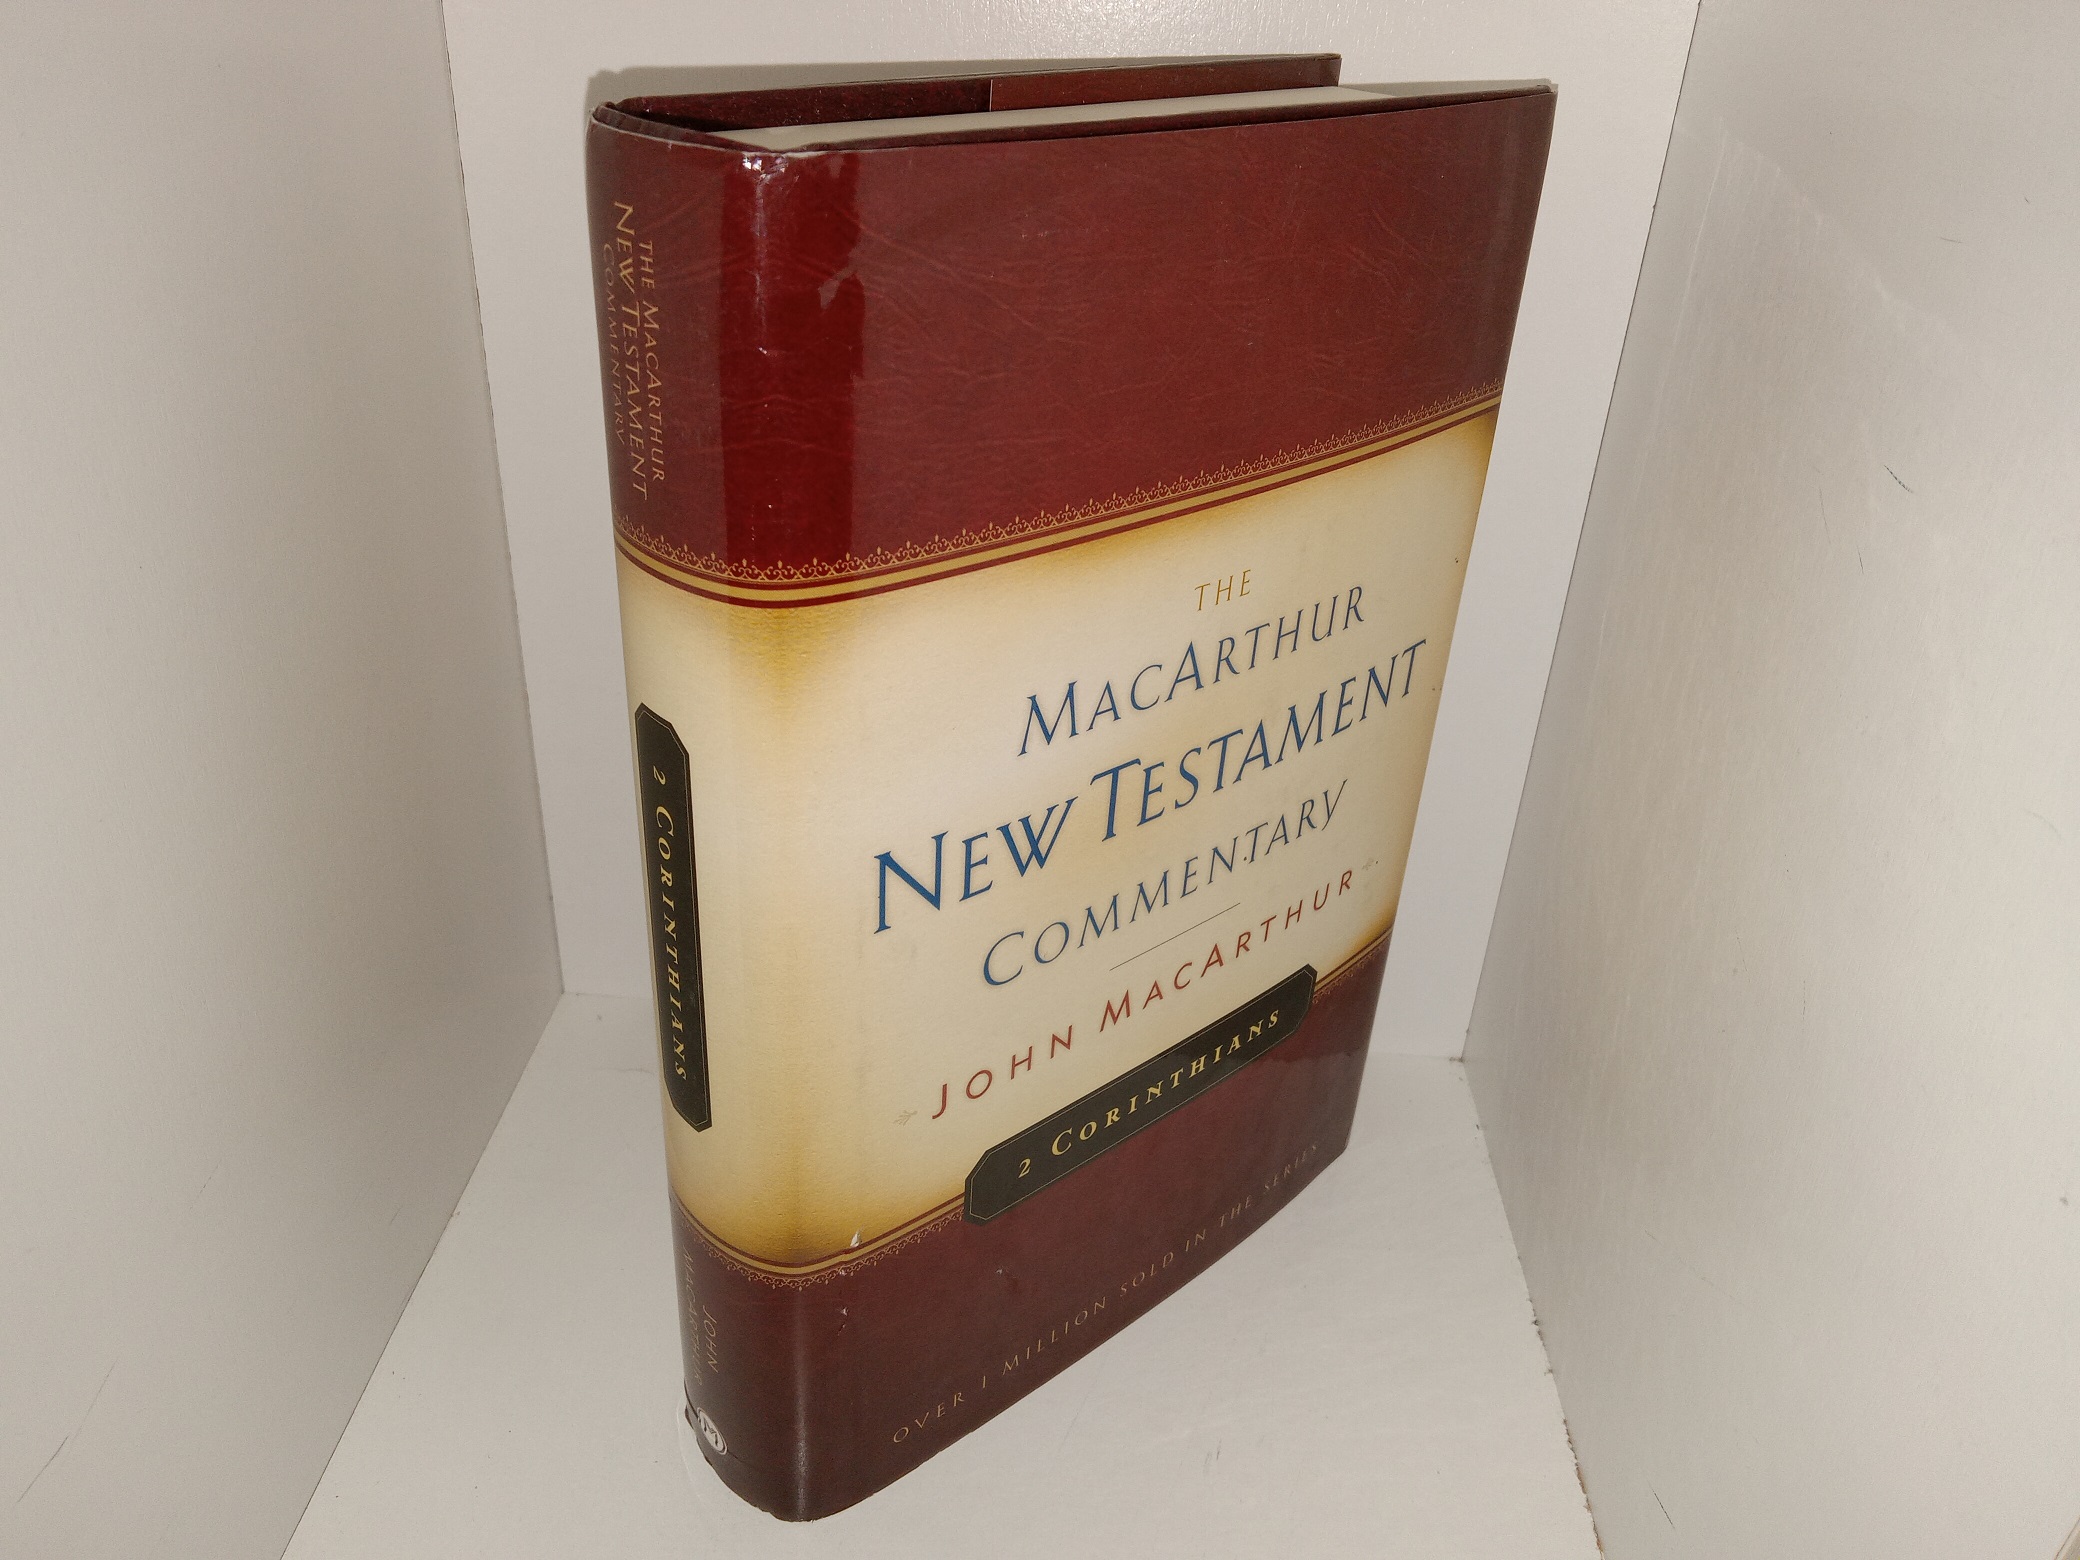 THE MACARTHUR
NEW TESTAMENT
COMMENTARY
2 CORINTHIANS
JOHN
MACARTHUR
M
THE
MACARTHUR
NEW TESTAMENT
COMMENTARY
JOHN MACARTHUR
2 CORINTHIANS
OVER 1 MILLION SOLD IN THE SERIES